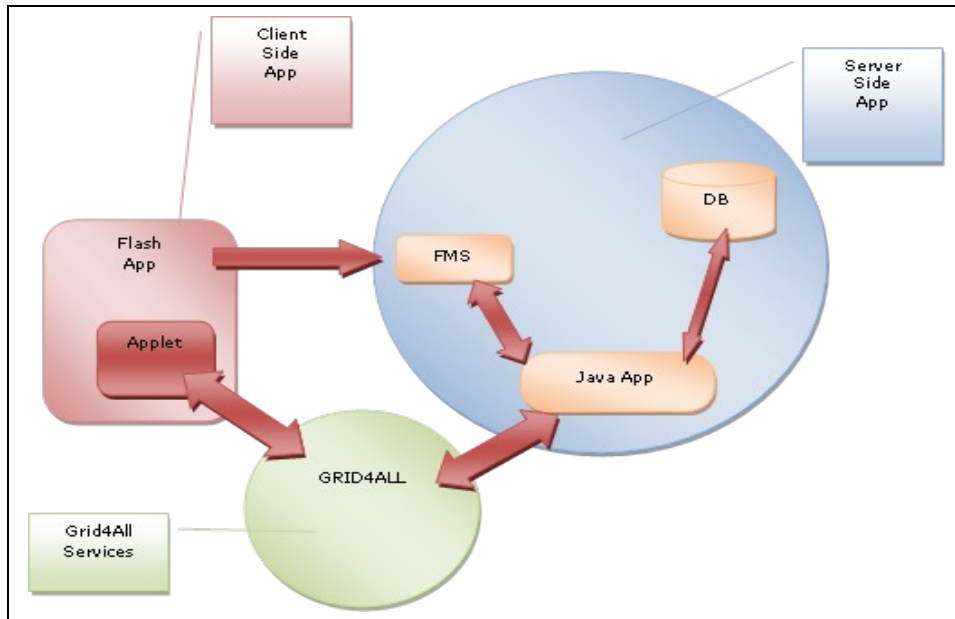 Client
Side
App
Server
Side
App
DB
Flash
App
FMS
Applet
Java App
GRID4ALL
Grid4All
Services